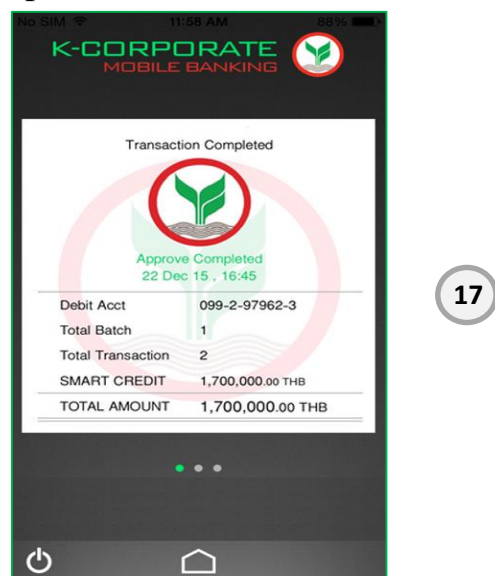 No SIM 11:58 AM 88%
K-CORPORATE
MOBILE BANKING
Transaction Completed
Approve Completed
22 Dec 15 , 16:45
Debit Acct 099-2-97962-3
Total Batch 1
Total Transaction 2
SMART CREDIT 1,700,000.00 THB
TOTAL AMOUNT 1,700,000.00 THB
17